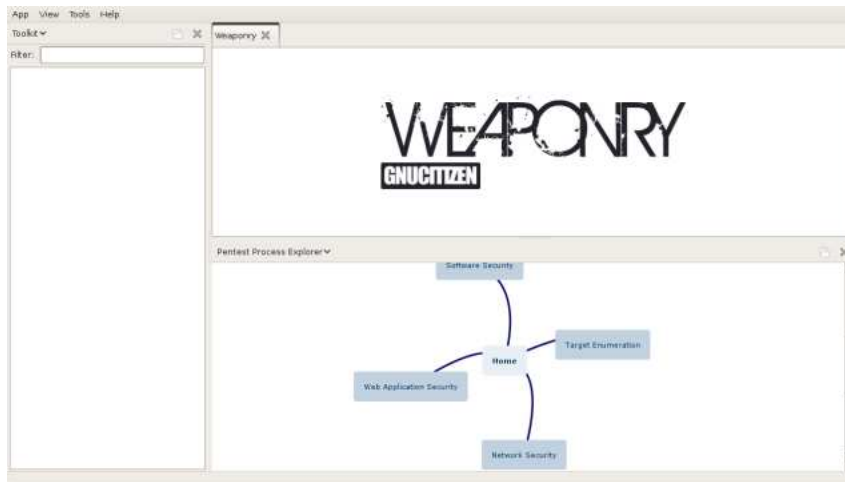 App View Tools Help
Toolkit
Weaponry
Filter:
WEAPONRY
GNUCITIZEN
Pentest Process Explorer
Software Security
Target Enumeration
Home
Web Application Security
Network Security